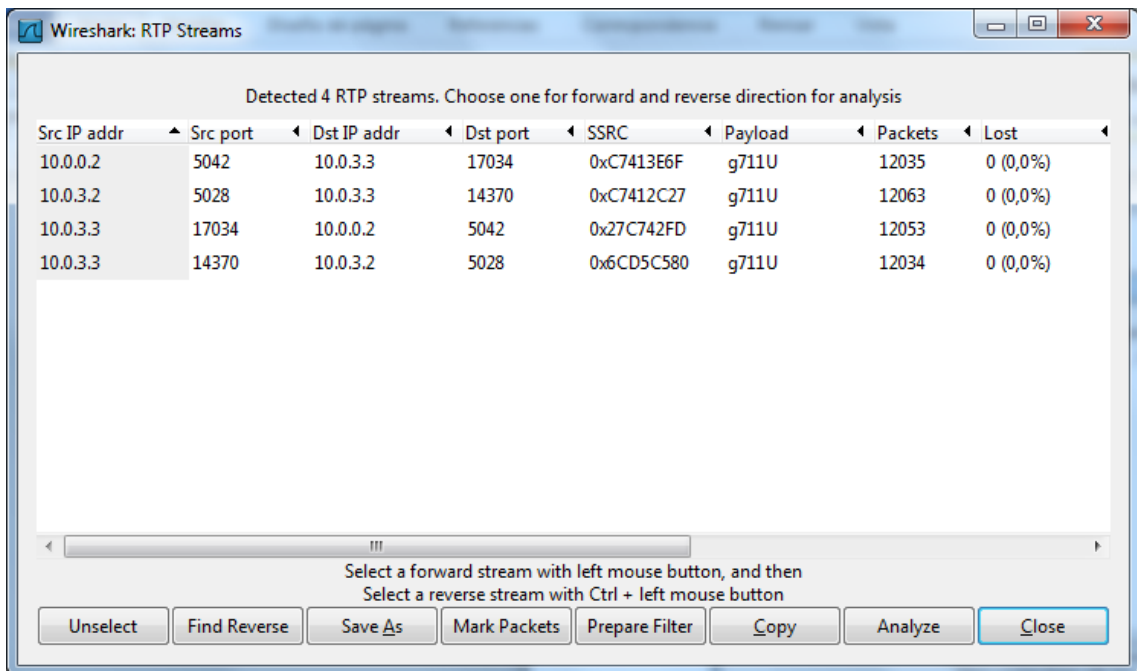 Wireshark: RTP Streams
Detected 4 RTP streams. Choose one for forward and reverse direction for analysis
Src IP addr Src port Dst IP addr Dst port SSRC Payload Packets Lost
10.0.0.2 5042 10.0.3.3 17034 0xC7413E6F g711U 12035 0 (0,0%)
10.0.3.2 5028 10.0.3.3 14370 0xC7412C27 g711U 12063 0 (0,0%)
10.0.3.3 17034 10.0.0.2 5042 0x27C742FD g711U 12053 0 (0,0%)
10.0.3.3 14370 10.0.3.2 5028 0x6CD5C580 g711U 12034 0 (0,0%)
Select a forward stream with left mouse button, and then
Select a reverse stream with Ctrl + left mouse button
Unselect Find Reverse Save As Mark Packets Prepare Filter Copy Analyze Close